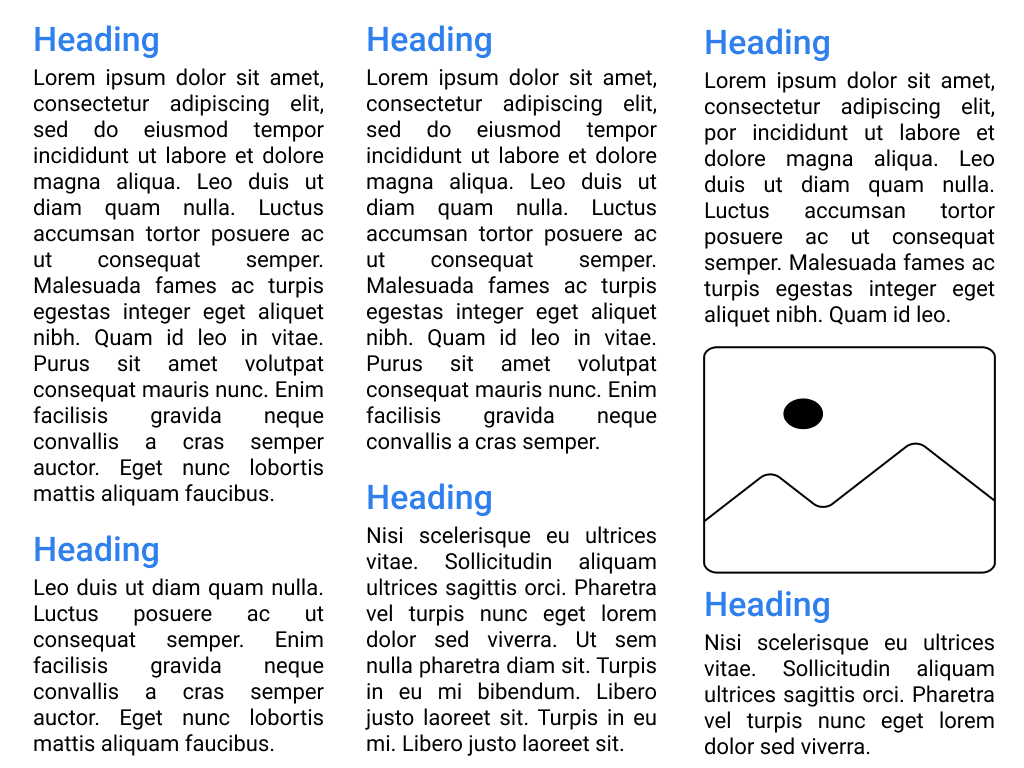 Heading
Lorem ipsum dolor sit amet,
consectetur adipiscing elit,
sed do eiusmod tempor
incididunt ut labore et dolore
magna aliqua. Leo duis ut
diam quam nulla. Luctus
accumsan tortor posuere ac
ut consequat semper.
Malesuada fames ac turpis
egestas integer eget aliquet
nibh. Quam id leo in vitae.
Purus sit amet volutpat
consequat mauris nunc. Enim
facilisis gravida neque
convallis a cras semper
auctor. Eget nunc lobortis
mattis aliquam faucibus.
Heading
Leo duis ut diam quam nulla.
Luctus posuere ac ut
consequat semper. Enim
facilisis gravida neque
convallis a cras semper
auctor. Eget nunc lobortis
mattis aliquam faucibus.
Heading
Lorem ipsum dolor sit amet,
consectetur adipiscing elit,
sed do eiusmod tempor
incididunt ut labore et dolore
magna aliqua. Leo duis ut
diam quam nulla. Luctus
accumsan tortor posuere ac
ut consequat semper.
Malesuada fames ac turpis
egestas integer eget aliquet
nibh. Quam id leo in vitae.
Purus sit amet volutpat
consequat mauris nunc. Enim
facilisis gravida neque
convallis a cras semper.
Heading
Nisi scelerisque eu ultrices
vitae. Sollicitudin aliquam
ultrices sagittis orci. Pharetra
vel turpis nunc eget lorem
dolor sed viverra. Ut sem
nulla pharetra diam sit. Turpis
in eu mi bibendum. Libero
justo laoreet sit. Turpis in eu
mi. Libero justo laoreet sit.
Heading
Lorem ipsum dolor sit amet,
consectetur adipiscing elit,
por incididunt ut labore et
dolore magna aliqua. Leo
duis ut diam quam nulla.
Luctus accumsan tortor
posuere ac ut consequat
semper. Malesuada fames ac
turpis egestas integer eget
aliquet nibh. Quam id leo.
Heading
Nisi scelerisque eu ultrices
vitae. Sollicitudin aliquam
ultrices sagittis orci. Pharetra
vel turpis nunc eget lorem
dolor sed viverra.